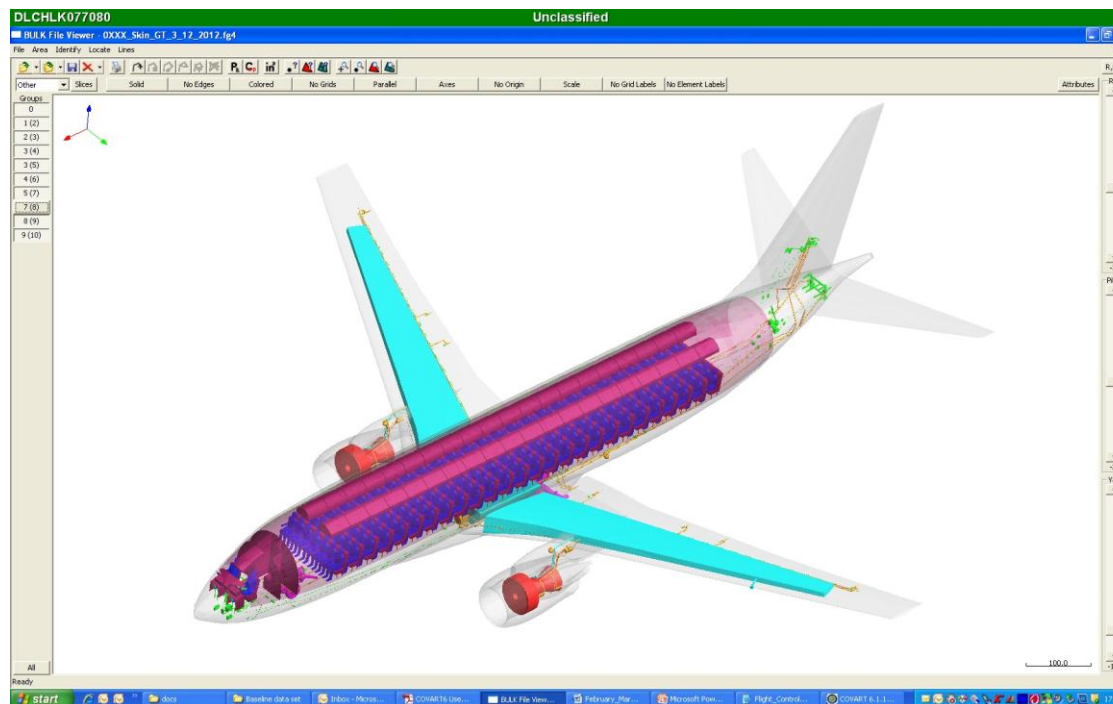 DLCHLK077080 Unclassified
BULK File Viewer - 0XXX_Skin_GT_3_12_2012.fg4
File Area Identify Locate Lines
Other Slices Solid No Edges Colored No Grids Parallel Axes No Origin Scale No Grid Labels No Element Labels Attributes
Groups
0
1 (2)
2 (3)
3 (4)
3 (5)
4 (6)
5 (7)
7 (8)
8 (9)
9 (10)
100.0
All
Ready
start docs Baseline data set Inbox - Micros... COVART6 Use... BULK File View... February_Mar... Microsoft Pow... Flight_Control... COVART 6.1.1...